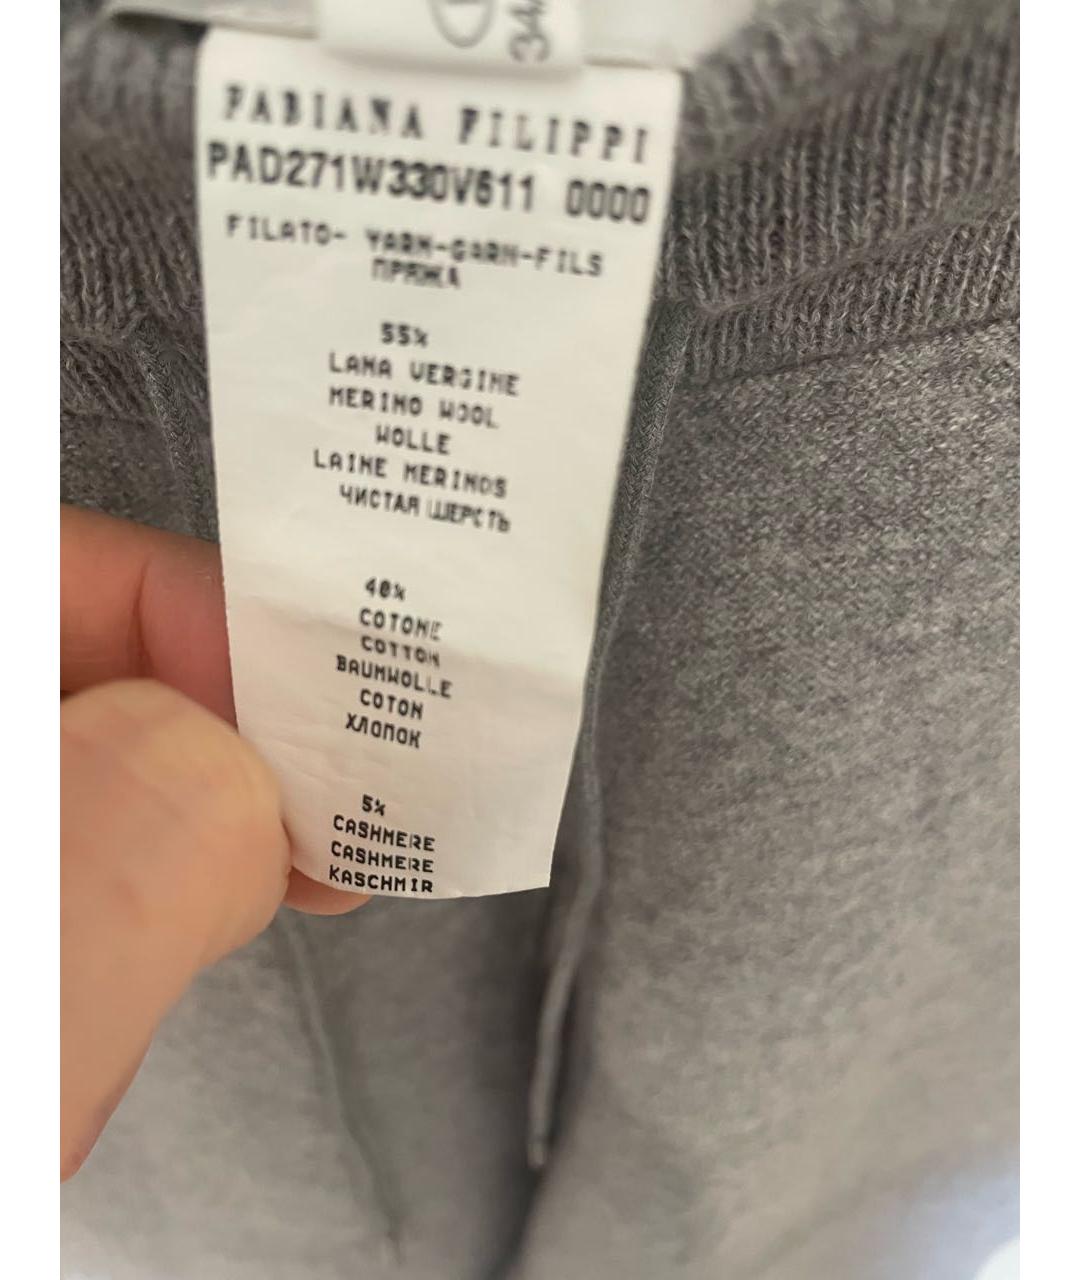 34
FABIANA FILIPPI
PAD271W330V611 0000
FILATO- YARN-GARN-FILS
ПРЯЖА
55%
LANA VERGINE
MERINO WOOL
WOLLE
LAINE MERINOS
ЧИСТАЯ ШЕРСТЬ
40%
COTONE
COTTON
BAUMWOLLE
COTON
ХЛОПОК
5%
CASHMERE
CASHMERE
KASCHMIR